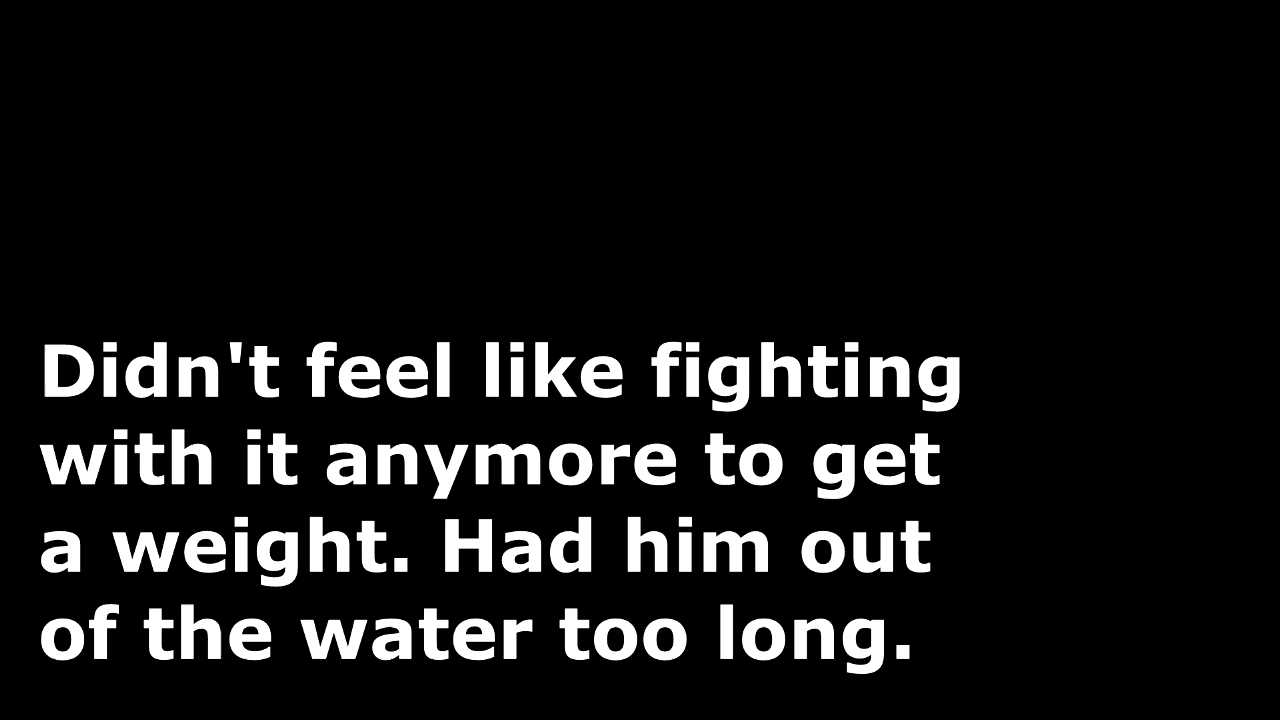 Didn't feel like fighting
with it anymore to get
a weight. Had him out
of the water too long.